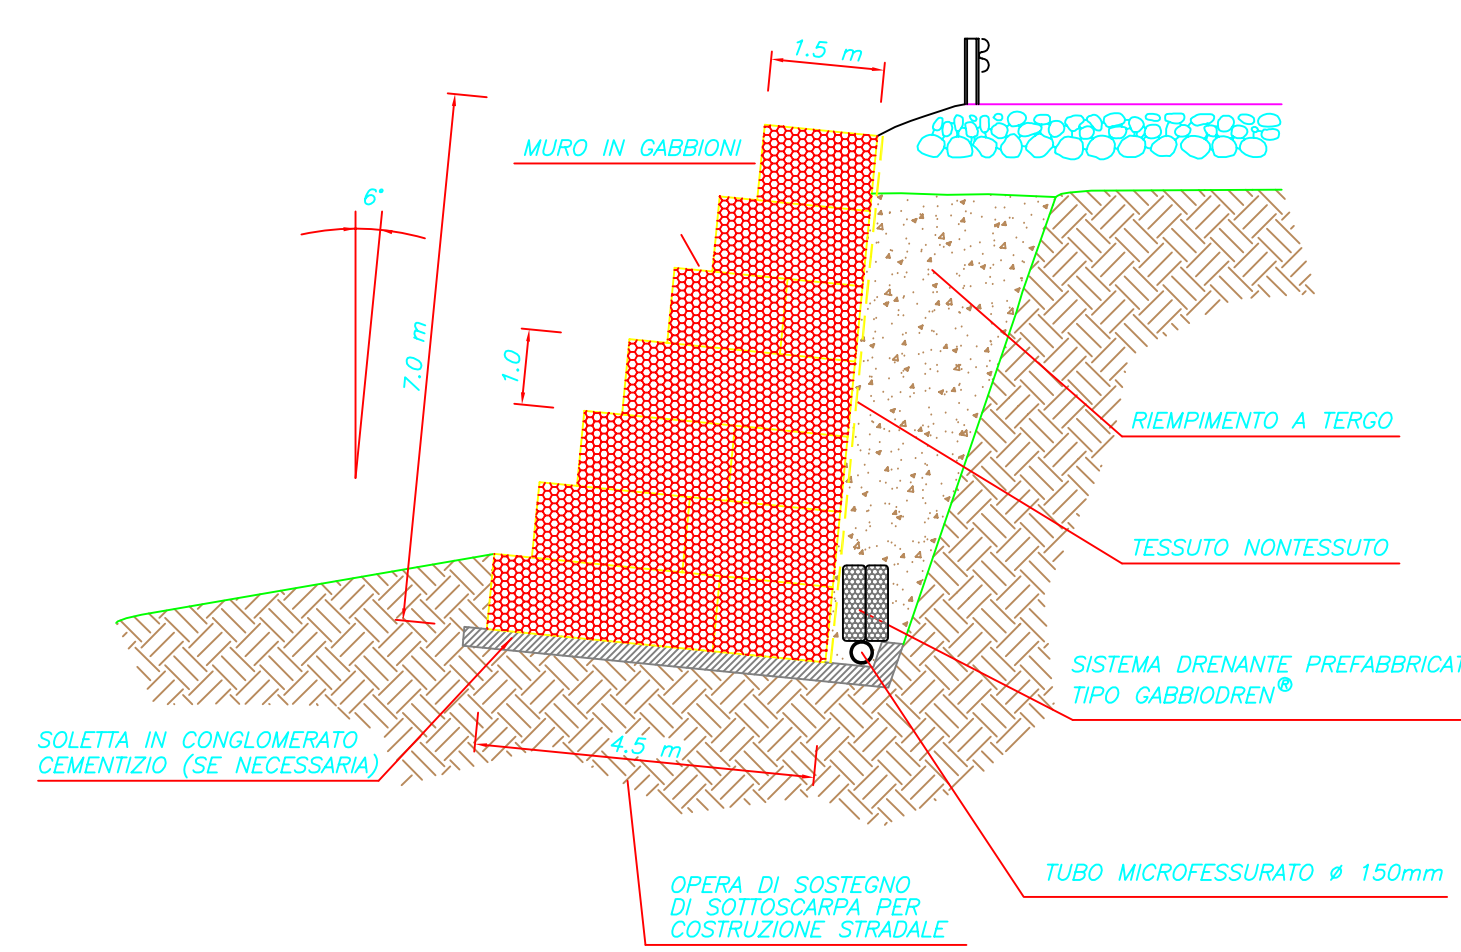 1.5 m
MURO IN GABBIONI
6°
7.0 m
1.0
RIEMPIMENTO A TERGO
TESSUTO NONTESSUTO
SISTEMA DRENANTE PREFABBRICAT
TIPO GABBIODREN®
SOLETTA IN CONGLOMERATO
CEMENTIZIO (SE NECESSARIA)
4.5 m
TUBO MICROFESSURATO ø 150mm
OPERA DI SOSTEGNO
DI SOTTOSCARPA PER
COSTRUZIONE STRADALE